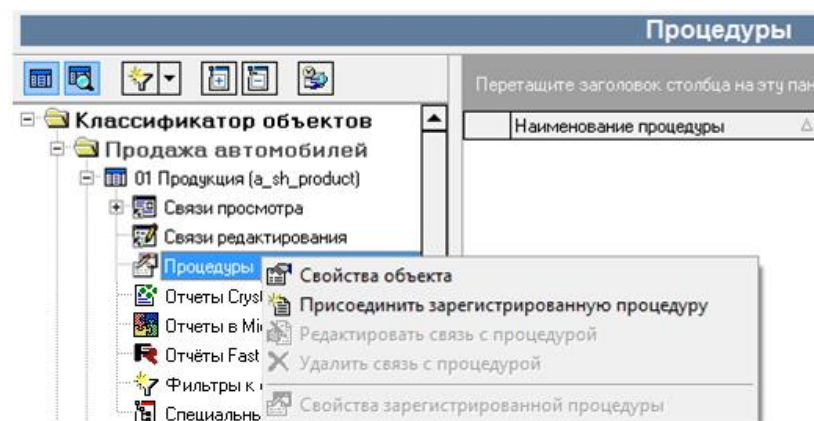 Процедуры
Перетащите заголовок столбца на эту пан
Наименование процедуры
Классификатор объектов
Продажа автомобилей
01 Продукция (a_sh_product)
Связи просмотра
Связи редактирования
Процедуры
Отчеты Cryst
Отчеты в Mi
Отчёты Fast
Фильтры к
Специальнь
Свойства объекта
Присоединить зарегистрированную процедуру
Редактировать связь с процедурой
Удалить связь с процедурой
Свойства зарегистрированной процедуры